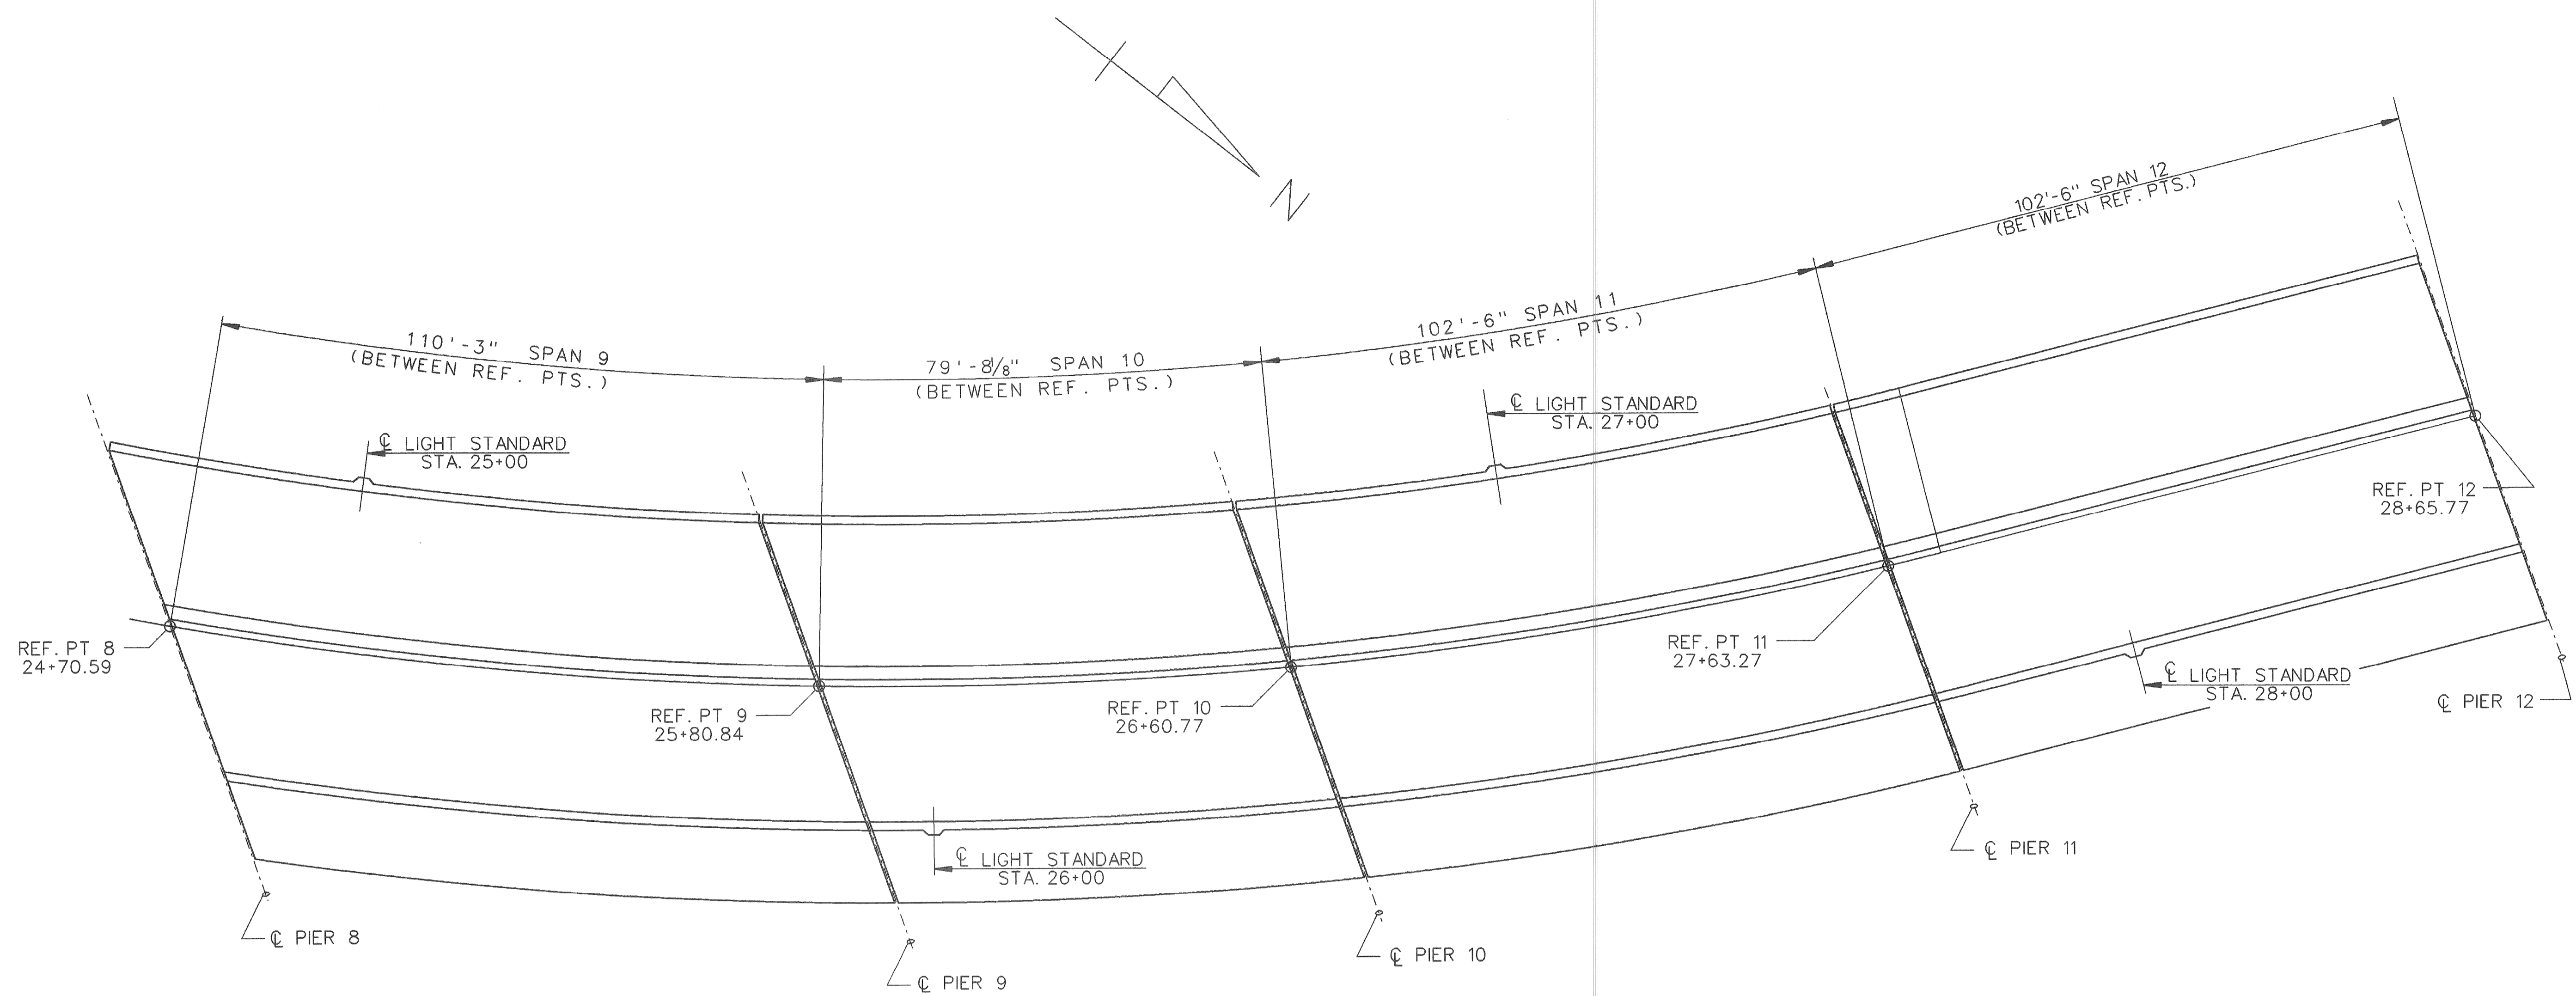 N
102'-6" SPAN 12
(BETWEEN REF. PTS.)
102'-6" SPAN 11
(BETWEEN REF. PTS.)
110'-3" SPAN 9
(BETWEEN REF. PTS.)
79'-8⅛" SPAN 10
(BETWEEN REF. PTS.)
℄ LIGHT STANDARD
STA. 27+00
℄ LIGHT STANDARD
STA. 25+00
REF. PT 12
28+65.77
REF. PT 8
24+70.59
REF. PT 11
27+63.27
℄ LIGHT STANDARD
STA. 28+00
REF. PT 9
25+80.84
REF. PT 10
26+60.77
℄ PIER 12
℄ LIGHT STANDARD
STA. 26+00
℄ PIER 11
℄ PIER 8
℄ PIER 10
℄ PIER 9